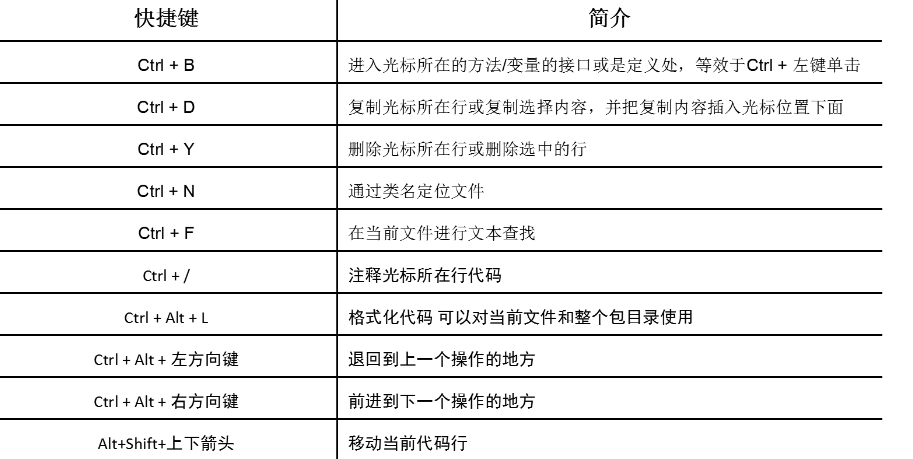 快捷键 简介
Ctrl + B 进入光标所在的方法/变量的接口或是定义处，等效于Ctrl + 左键单击
Ctrl + D 复制光标所在行或复制选择内容，并把复制内容插入光标位置下面
Ctrl + Y 删除光标所在行或删除选中的行
Ctrl + N 通过类名定位文件
Ctrl + F 在当前文件进行文本查找
Ctrl + / 注释光标所在行代码
Ctrl + Alt + L 格式化代码 可以对当前文件和整个包目录使用
Ctrl + Alt + 左方向键 退回到上一个操作的地方
Ctrl + Alt + 右方向键 前进到下一个操作的地方
Alt+Shift+上下箭头 移动当前代码行